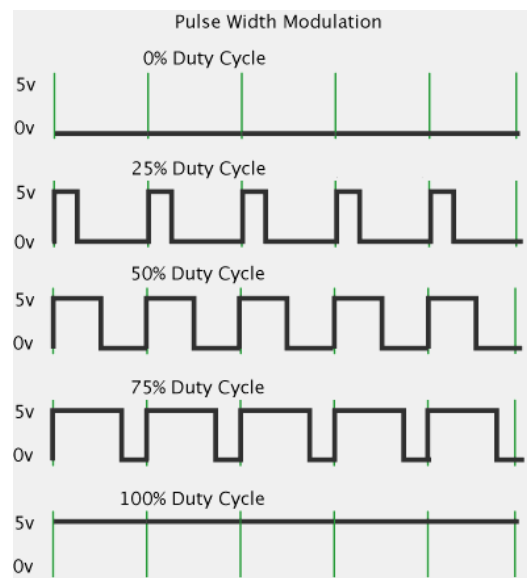 Pulse Width Modulation
0% Duty Cycle
5v
0v
25% Duty Cycle
5v
0v
50% Duty Cycle
5v
0v
75% Duty Cycle
5v
0v
100% Duty Cycle
5v
0v